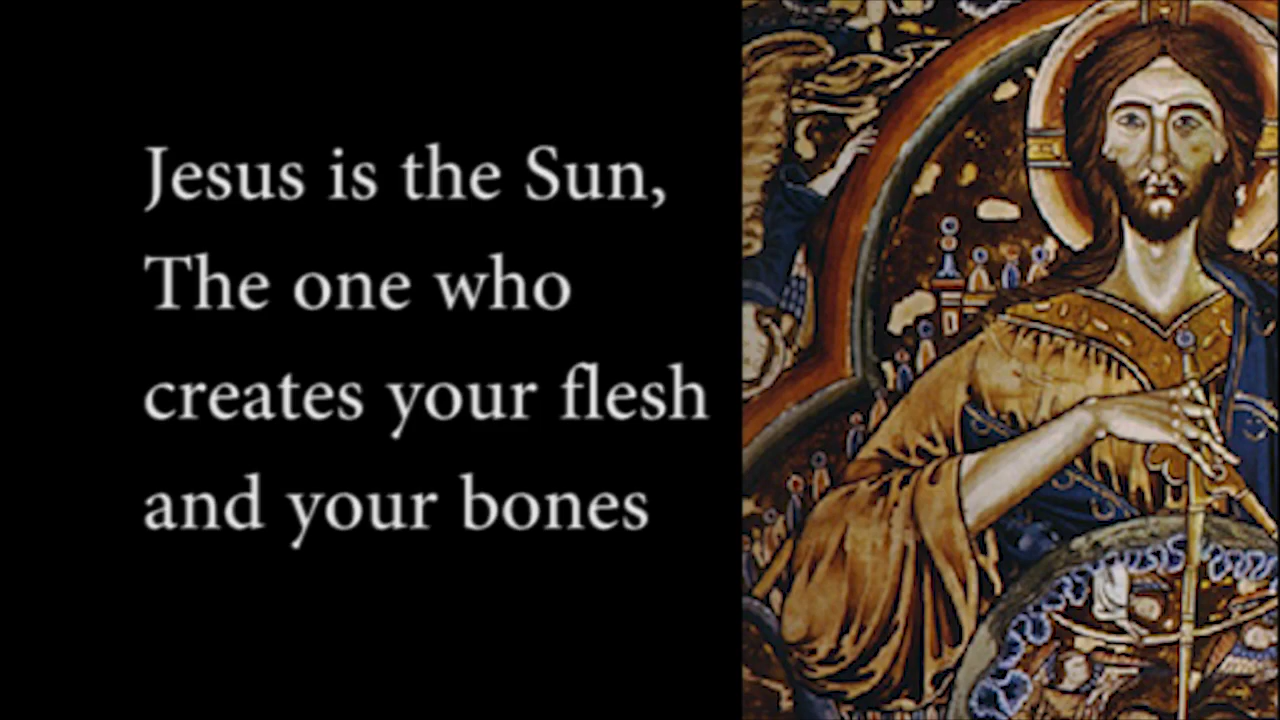 Jesus is the Sun,
The one who
creates your flesh
and your bones